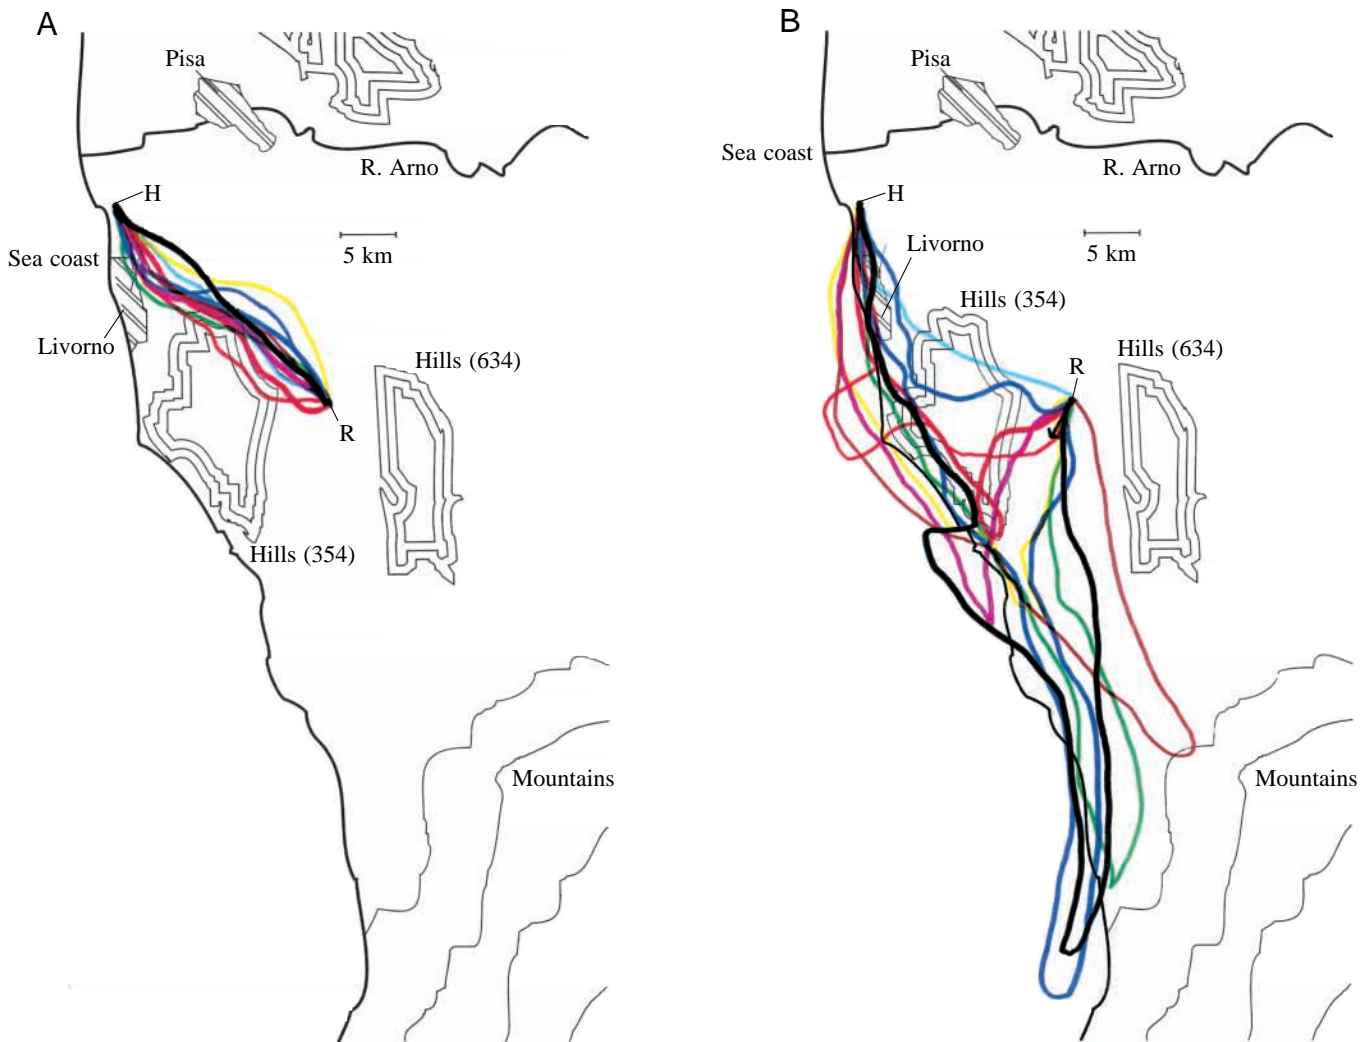 A
Pisa
R. Arno
H
5 km
Sea coast
Livorno
Hills (634)
R
Hills (354)
Mountains
B
Pisa
Sea coast
R. Arno
H
Livorno
5 km
Hills (354)
Hills (634)
R
Mountains